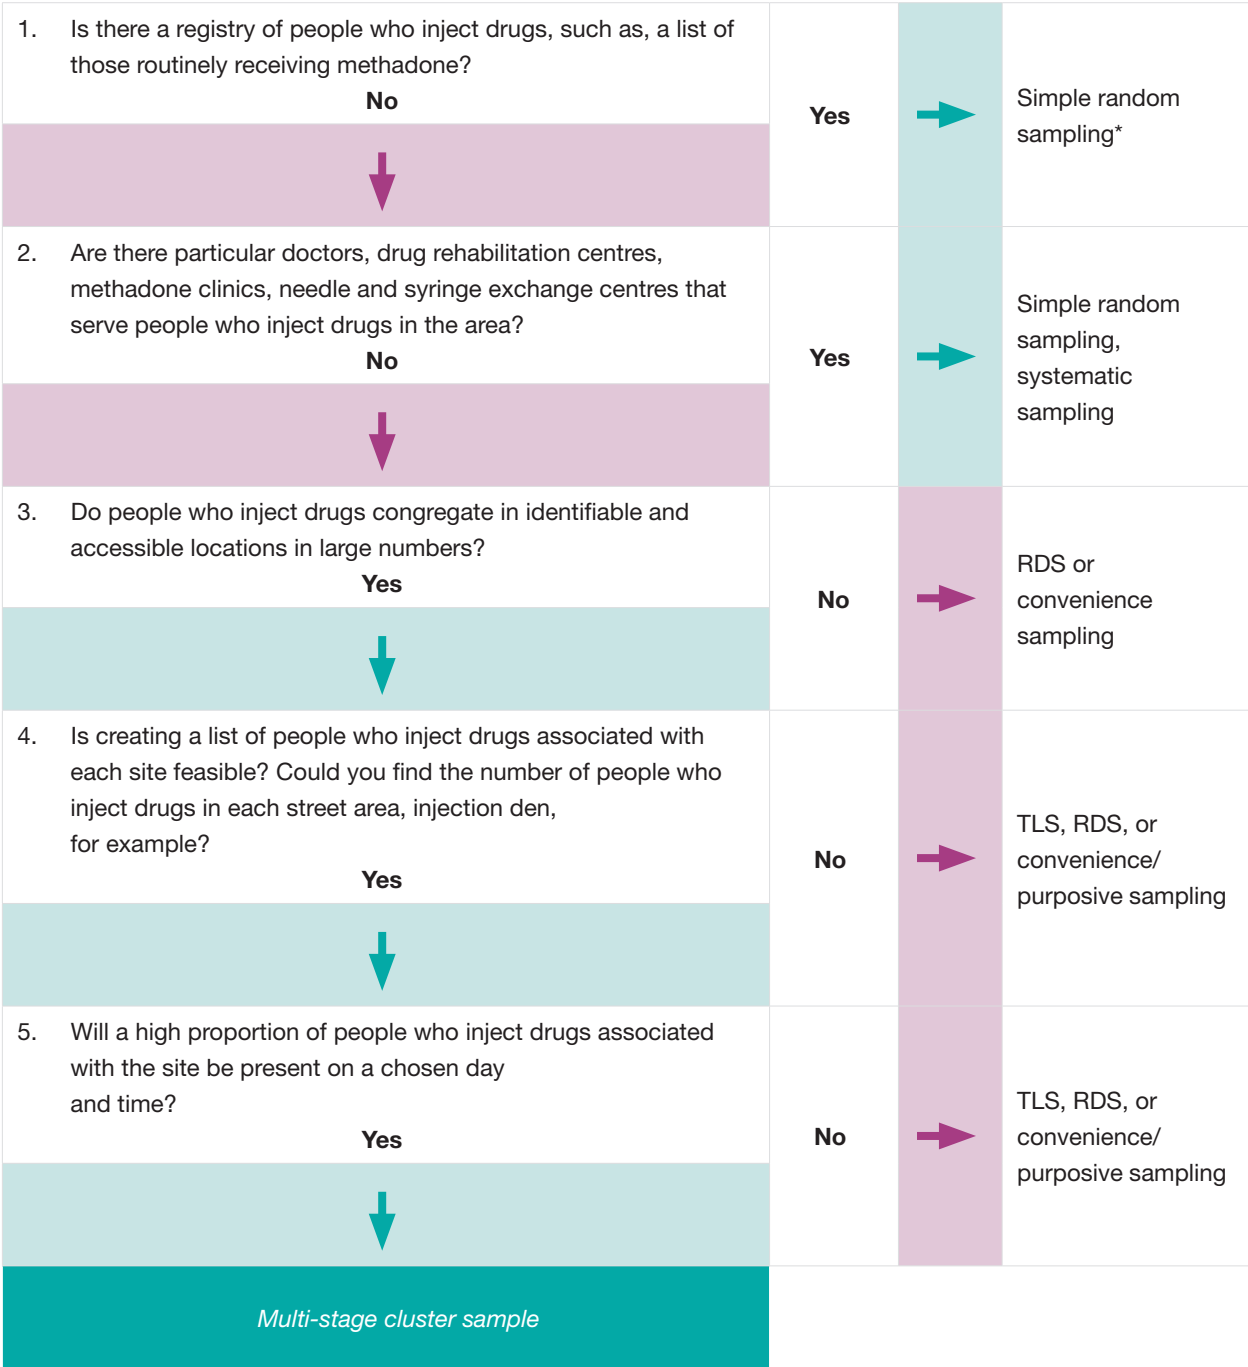 1. Is there a registry of people who inject drugs, such as, a list of
those routinely receiving methadone?
No
Yes
Simple random
sampling*
2. Are there particular doctors, drug rehabilitation centres,
methadone clinics, needle and syringe exchange centres that
serve people who inject drugs in the area?
No
Yes
Simple random
sampling,
systematic
sampling
3. Do people who inject drugs congregate in identifiable and
accessible locations in large numbers?
Yes
No
RDS or
convenience
sampling
4. Is creating a list of people who inject drugs associated with
each site feasible? Could you find the number of people who
inject drugs in each street area, injection den,
for example?
Yes
No
TLS, RDS, or
convenience/
purposive sampling
5. Will a high proportion of people who inject drugs associated
with the site be present on a chosen day
and time?
Yes
No
TLS, RDS, or
convenience/
purposive sampling
Multi-stage cluster sample